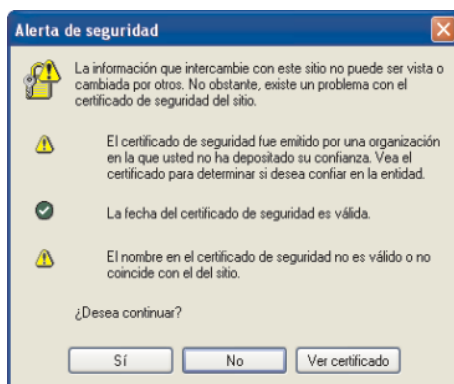 Alerta de seguridad
La información que intercambie con este sitio no puede ser vista o
cambiada por otros. No obstante, existe un problema con el
certificado de seguridad del sitio.
El certificado de seguridad fue emitido por una organización
en la que usted no ha depositado su confianza. Vea el
certificado para determinar si desea confiar en la entidad.
La fecha del certificado de seguridad es válida.
El nombre en el certificado de seguridad no es válido o no
coincide con el del sitio.
¿Desea continuar?
Sí No Ver certificado